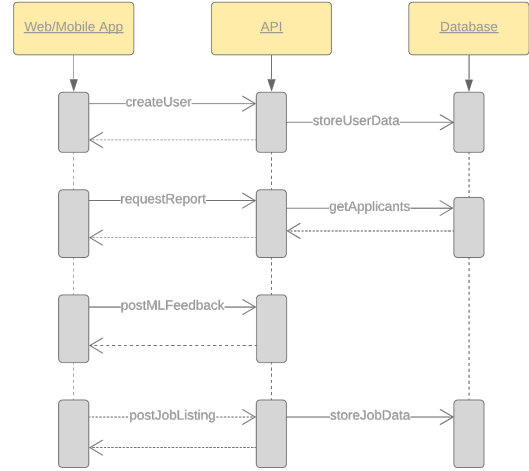 Web/Mobile App
API
Database
createUser
storeUserData
requestReport
getApplicants
postMLFeedback
postJobListing
storeJobData